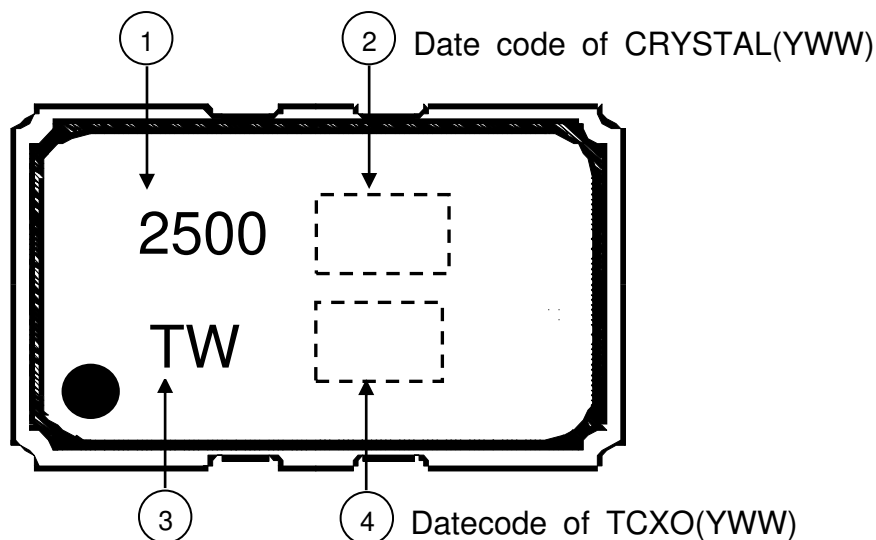 1
2 Date code of CRYSTAL(YWW)
2500
TW
3
4 Datecode of TCXO(YWW)